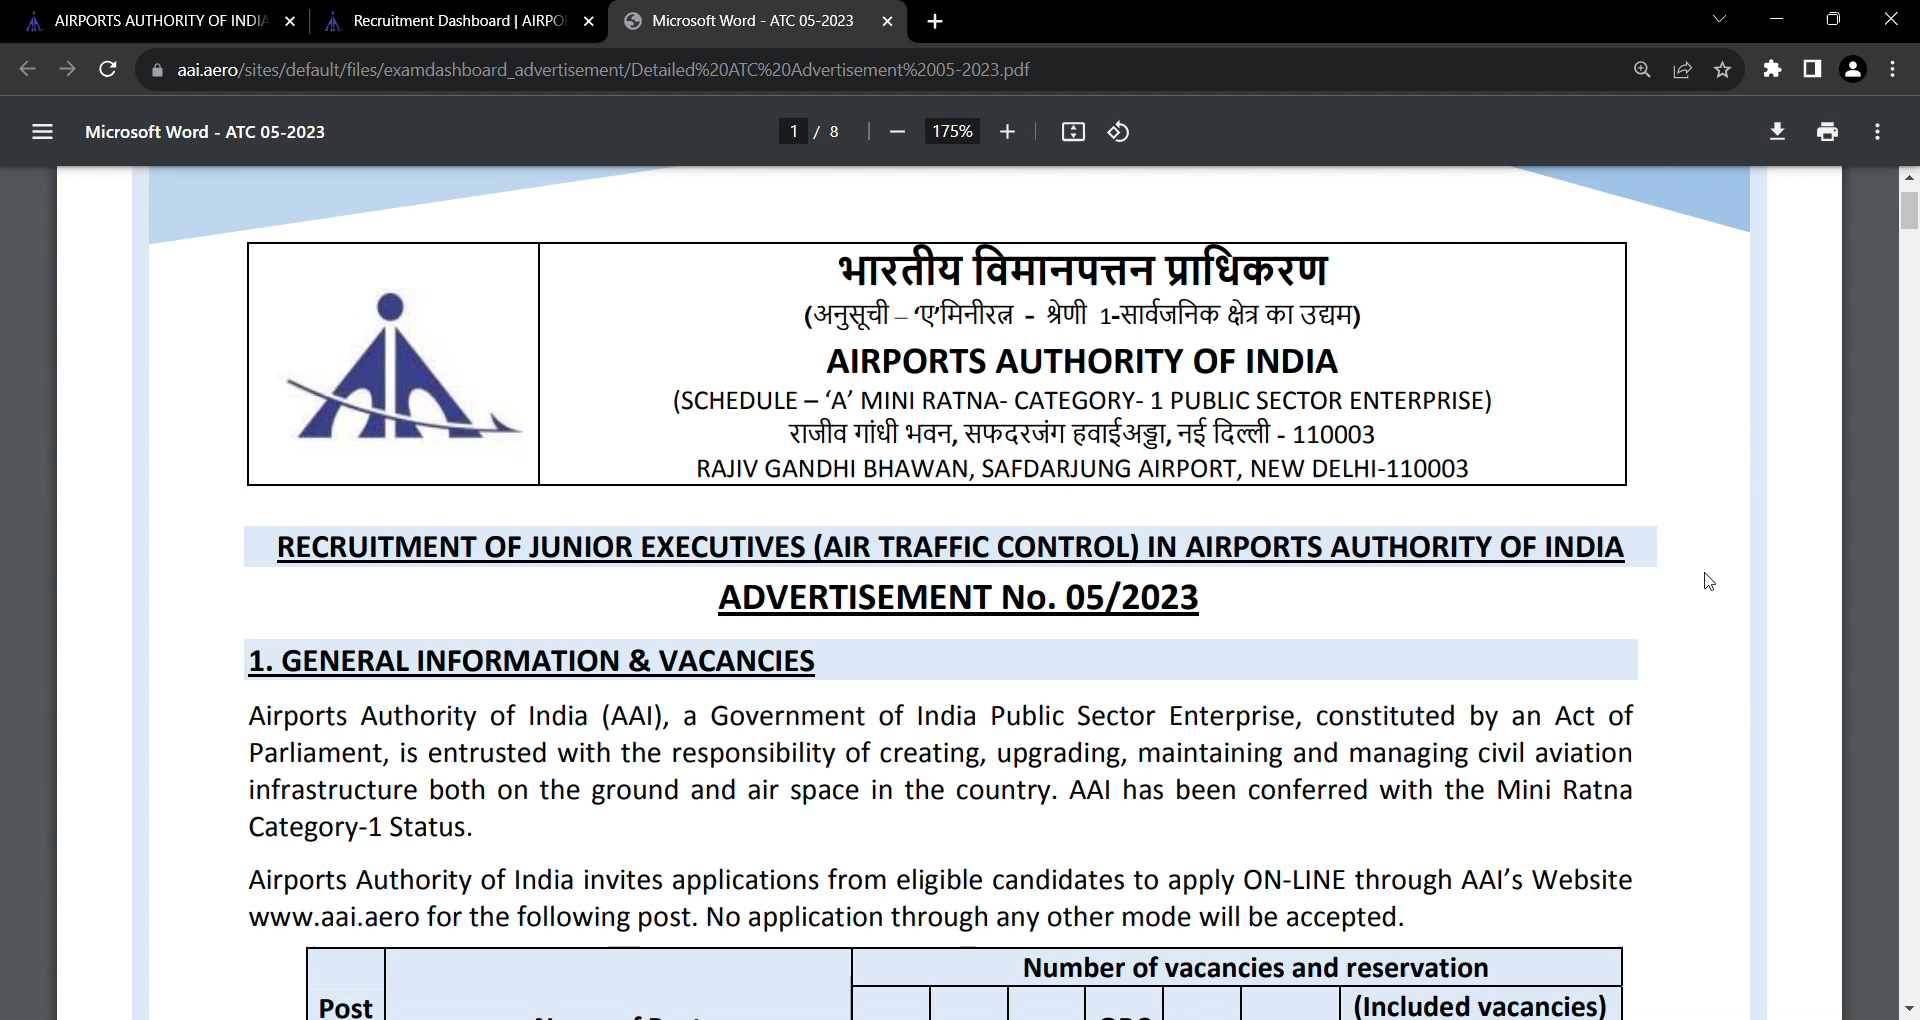 AIRPORTS AUTHORITY OF INDIA
Recruitment Dashboard | AIRPO
Microsoft Word - ATC 05-2023
aai.aero/sites/default/files/examdashboard_advertisement/Detailed%20ATC%20Advertisement%2005-2023.pdf
Microsoft Word - ATC 05-2023
1 / 8
175%
भारतीय विमानपत्तन प्राधिकरण
(अनुसूची – ‘ए’मिनीरत्न - श्रेणी 1-सार्वजनिक क्षेत्र का उद्यम)
AIRPORTS AUTHORITY OF INDIA
(SCHEDULE – ‘A’ MINI RATNA- CATEGORY- 1 PUBLIC SECTOR ENTERPRISE)
राजीव गांधी भवन, सफदरजंग हवाईअड्डा, नई दिल्ली - 110003
RAJIV GANDHI BHAWAN, SAFDARJUNG AIRPORT, NEW DELHI-110003
RECRUITMENT OF JUNIOR EXECUTIVES (AIR TRAFFIC CONTROL) IN AIRPORTS AUTHORITY OF INDIA
ADVERTISEMENT No. 05/2023
1. GENERAL INFORMATION & VACANCIES
Airports Authority of India (AAI), a Government of India Public Sector Enterprise, constituted by an Act of
Parliament, is entrusted with the responsibility of creating, upgrading, maintaining and managing civil aviation
infrastructure both on the ground and air space in the country. AAI has been conferred with the Mini Ratna
Category-1 Status.
Airports Authority of India invites applications from eligible candidates to apply ON-LINE through AAI’s Website
www.aai.aero for the following post. No application through any other mode will be accepted.
Number of vacancies and reservation
Post
(Included vacancies)